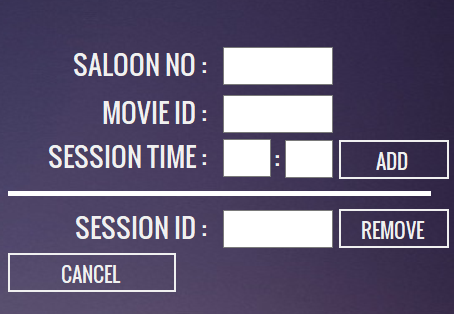 SALOON NO :
MOVIE ID :
SESSION TIME : : ADD
SESSION ID : REMOVE
CANCEL